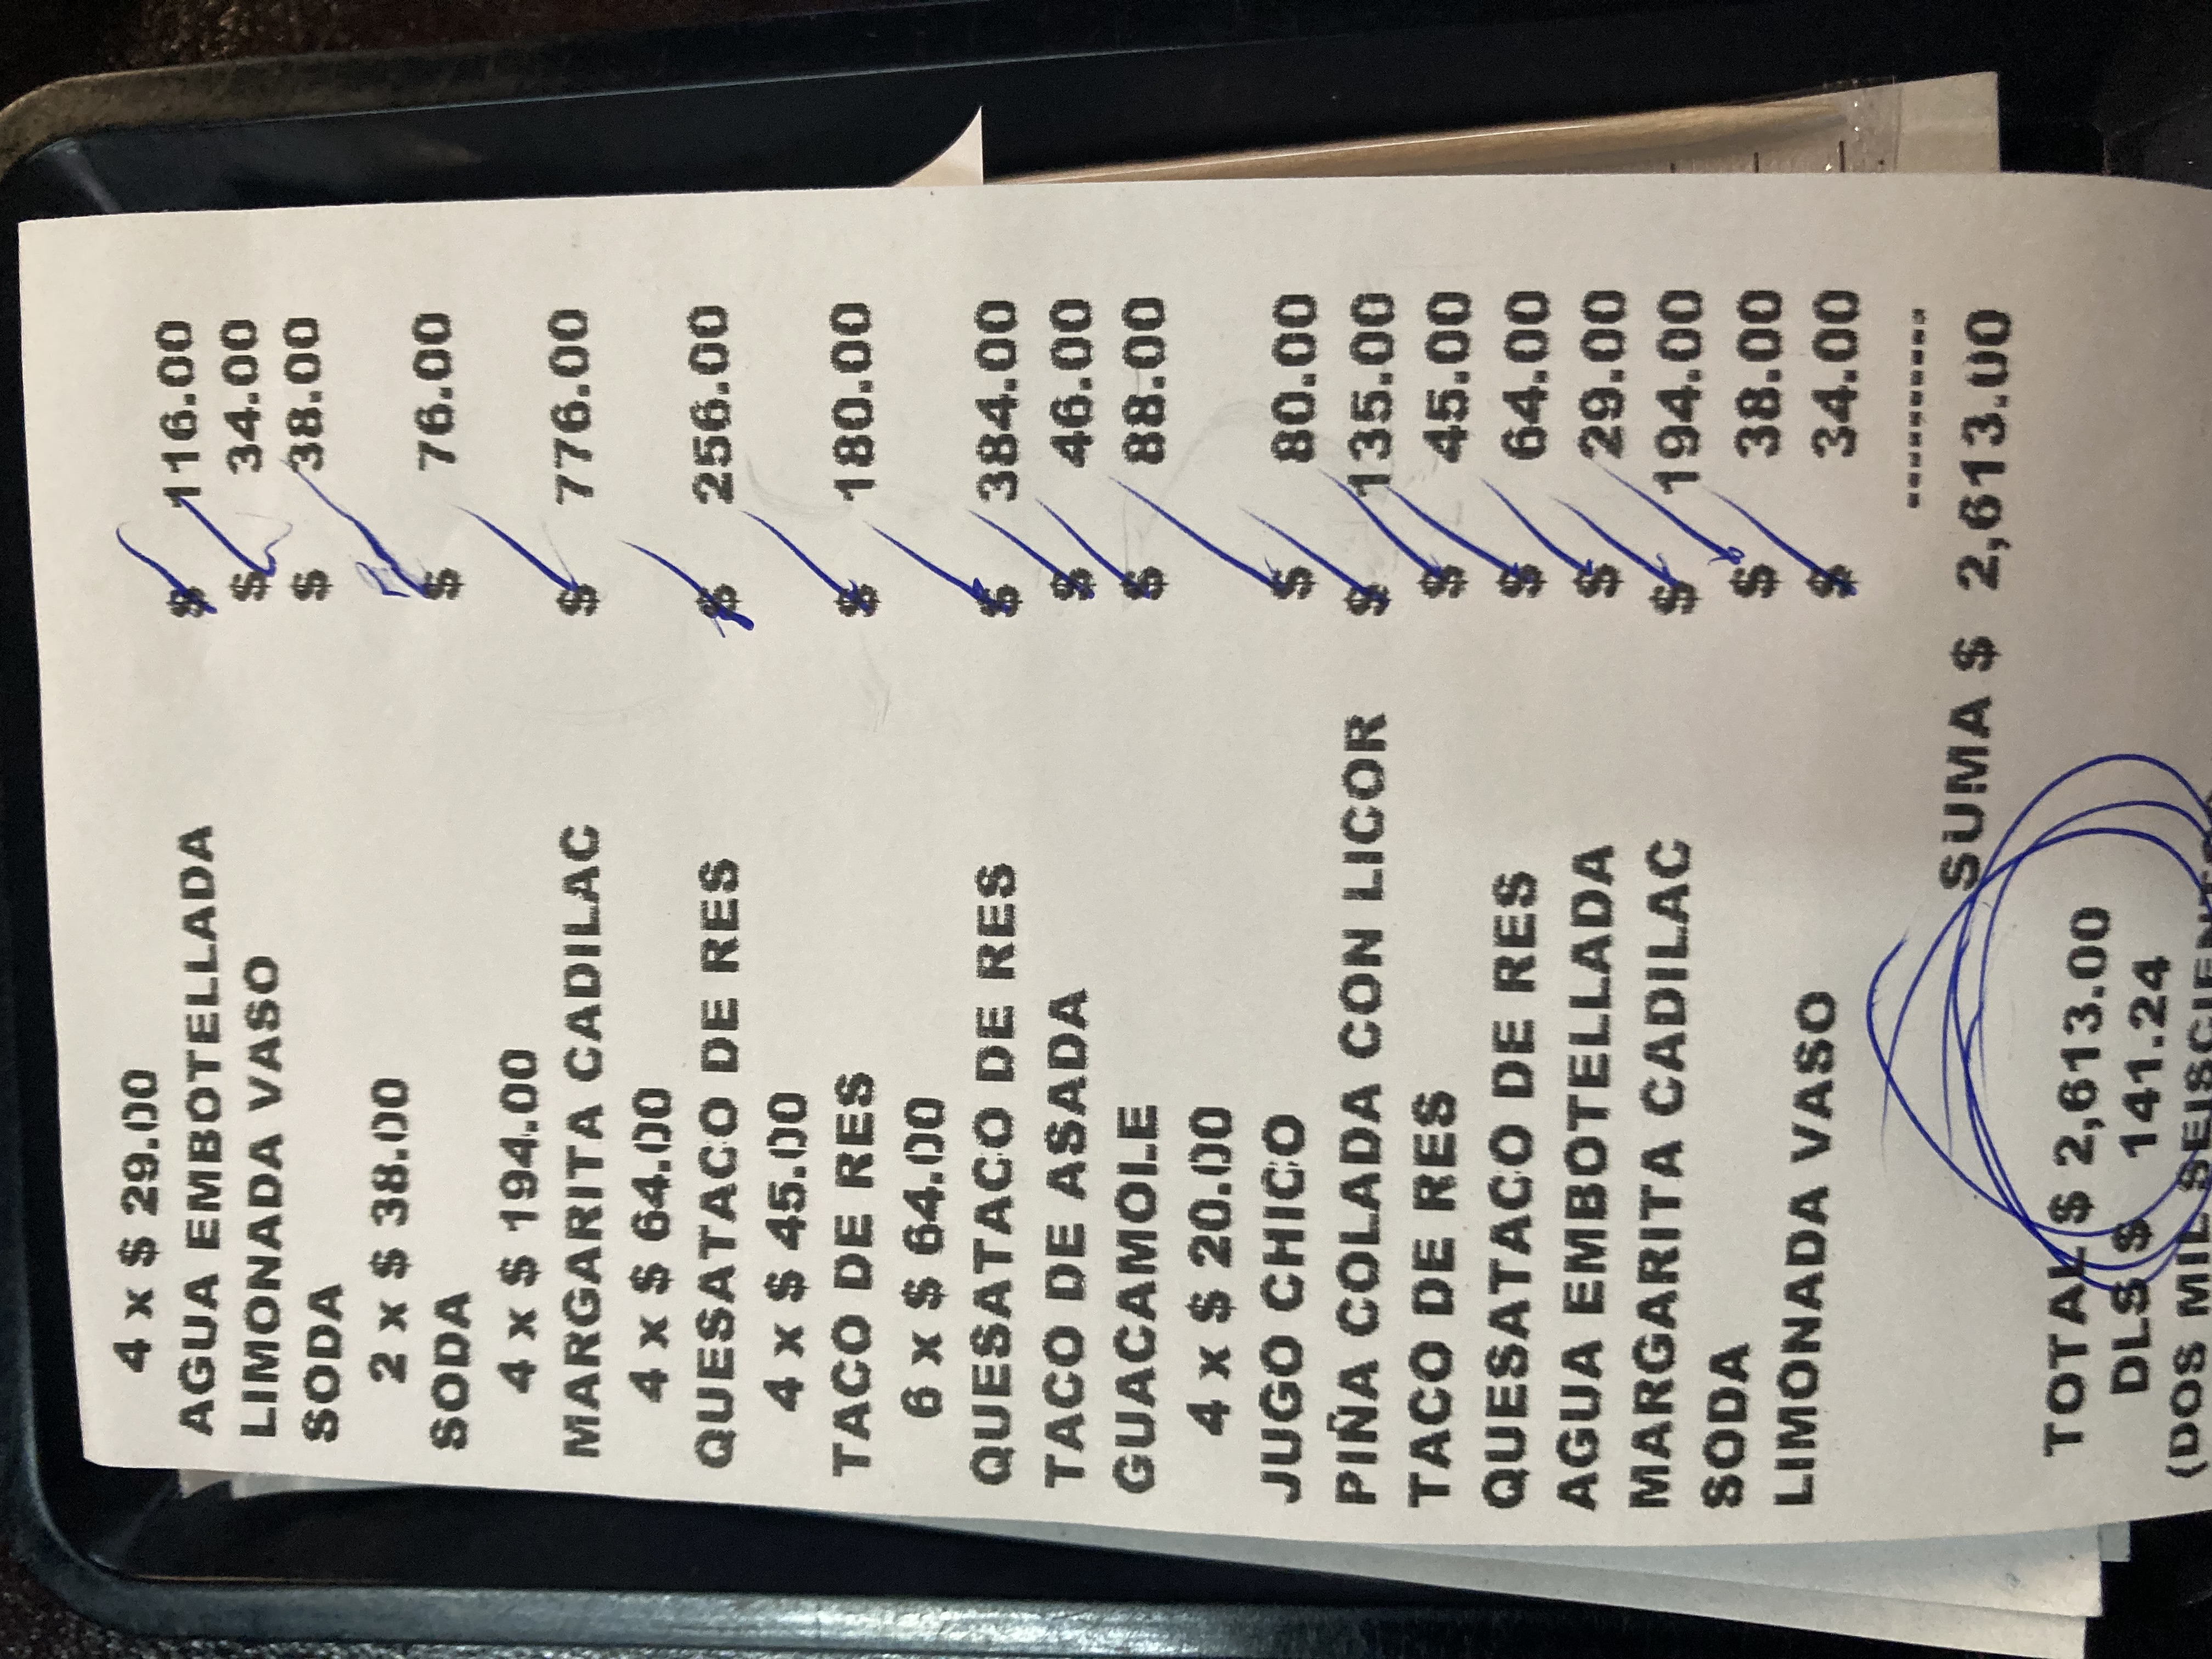 4 x $ 29.00
AGUA EMBOTELLADA $ 116.00
LIMONADA VASO $ 34.00
SODA $ 38.00
2 x $ 38.00
SODA $ 76.00
4 x $ 194.00
MARGARITA CADILAC $ 776.00
4 x $ 64.00
QUESATACO DE RES $ 256.00
4 x $ 45.00
TACO DE RES $ 180.00
6 x $ 64.00
QUESATACO DE RES $ 384.00
TACO DE ASADA $ 46.00
GUACAMOLE $ 88.00
4 x $ 20.00
JUGO CHICO $ 80.00
PIÑA COLADA CON LICOR $ 135.00
TACO DE RES $ 45.00
QUESATACO DE RES $ 64.00
AGUA EMBOTELLADA $ 29.00
MARGARITA CADILAC $ 194.00
SODA $ 38.00
LIMONADA VASO $ 34.00
---------
SUMA $ 2,613.00
TOTAL $ 2,613.00
DLS $ 141.24
(DOS MIL SEISCIENTOS